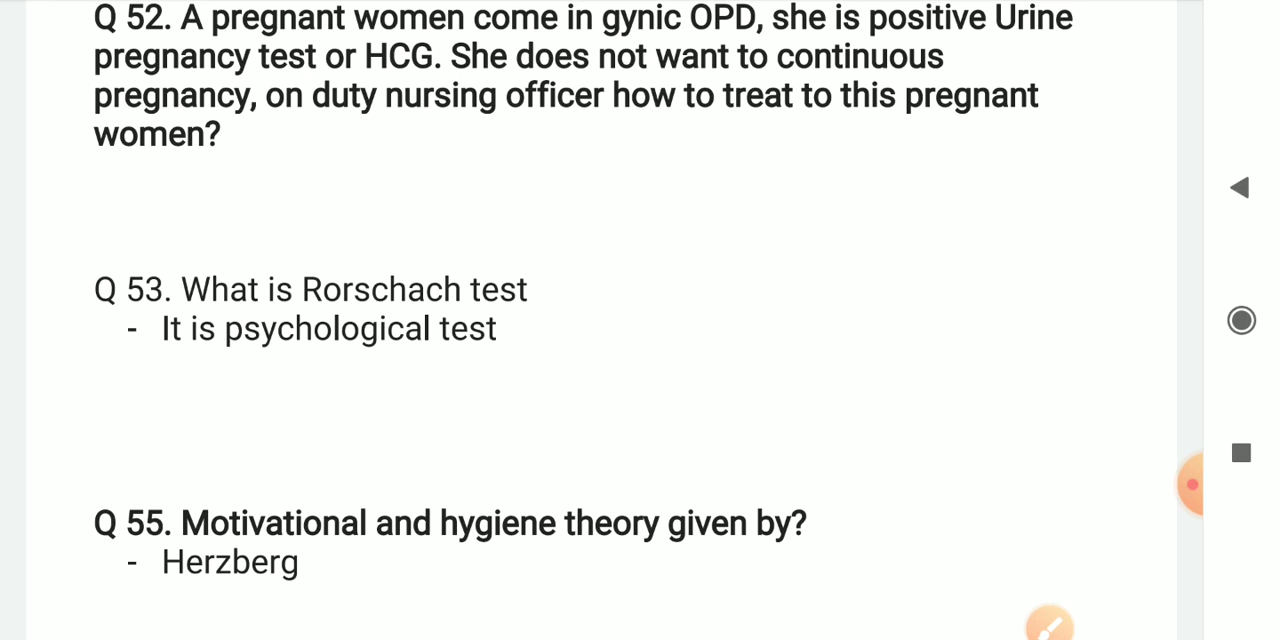 Q 52. A pregnant women come in gynic OPD, she is positive Urine
pregnancy test or HCG. She does not want to continuous
pregnancy, on duty nursing officer how to treat to this pregnant
women?
Q 53. What is Rorschach test
- It is psychological test
Q 55. Motivational and hygiene theory given by?
- Herzberg